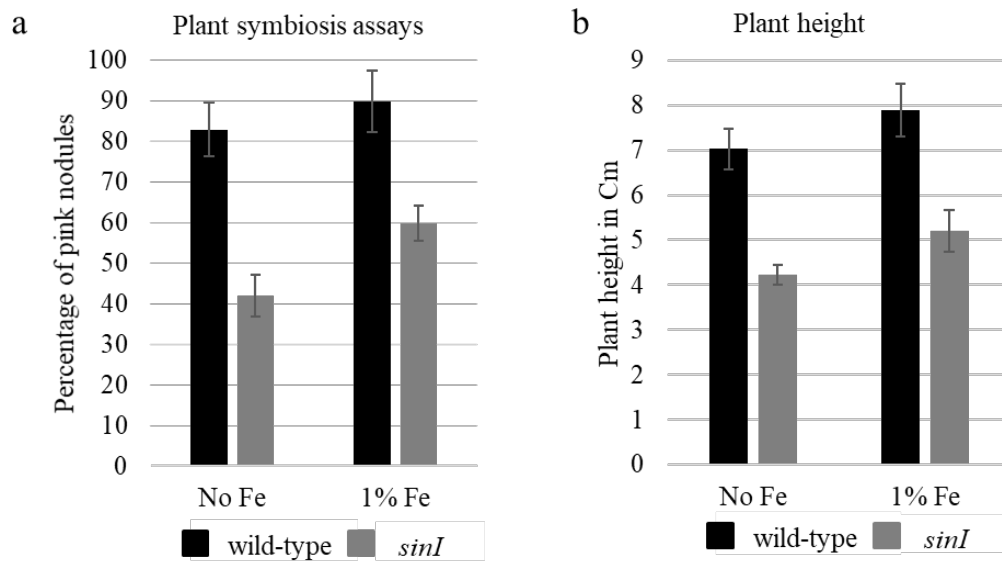 a
Plant symbiosis assays
Percentage of pink nodules
100
90
80
70
60
50
40
30
20
10
0
No Fe 1% Fe
wild-type sinI
b
Plant height
Plant height in Cm
9
8
7
6
5
4
3
2
1
0
No Fe 1% Fe
wild-type sinI